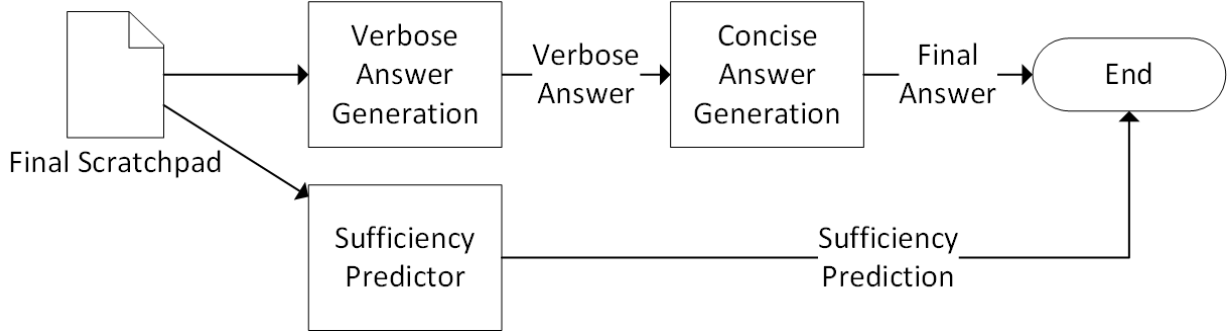 Verbose
Answer
Generation
Verbose
Answer
Concise
Answer
Generation
Final
Answer
End
Final Scratchpad
Sufficiency
Predictor
Sufficiency
Prediction